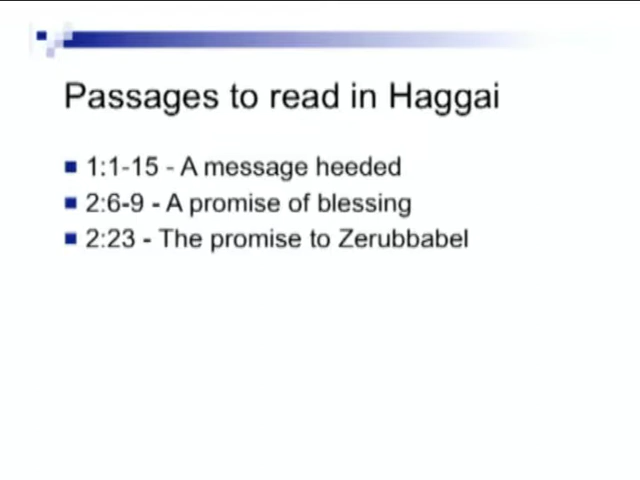 Passages to read in Haggai
1:1-15 - A message heeded
2:6-9 - A promise of blessing
2:23 - The promise to Zerubbabel